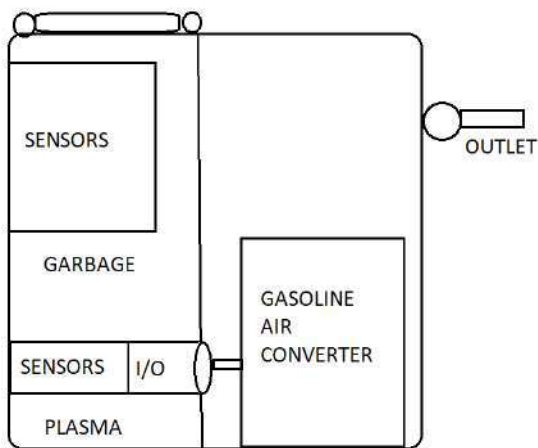 SENSORS
OUTLET
GARBAGE
GASOLINE
AIR
CONVERTER
SENSORS
I/O
PLASMA